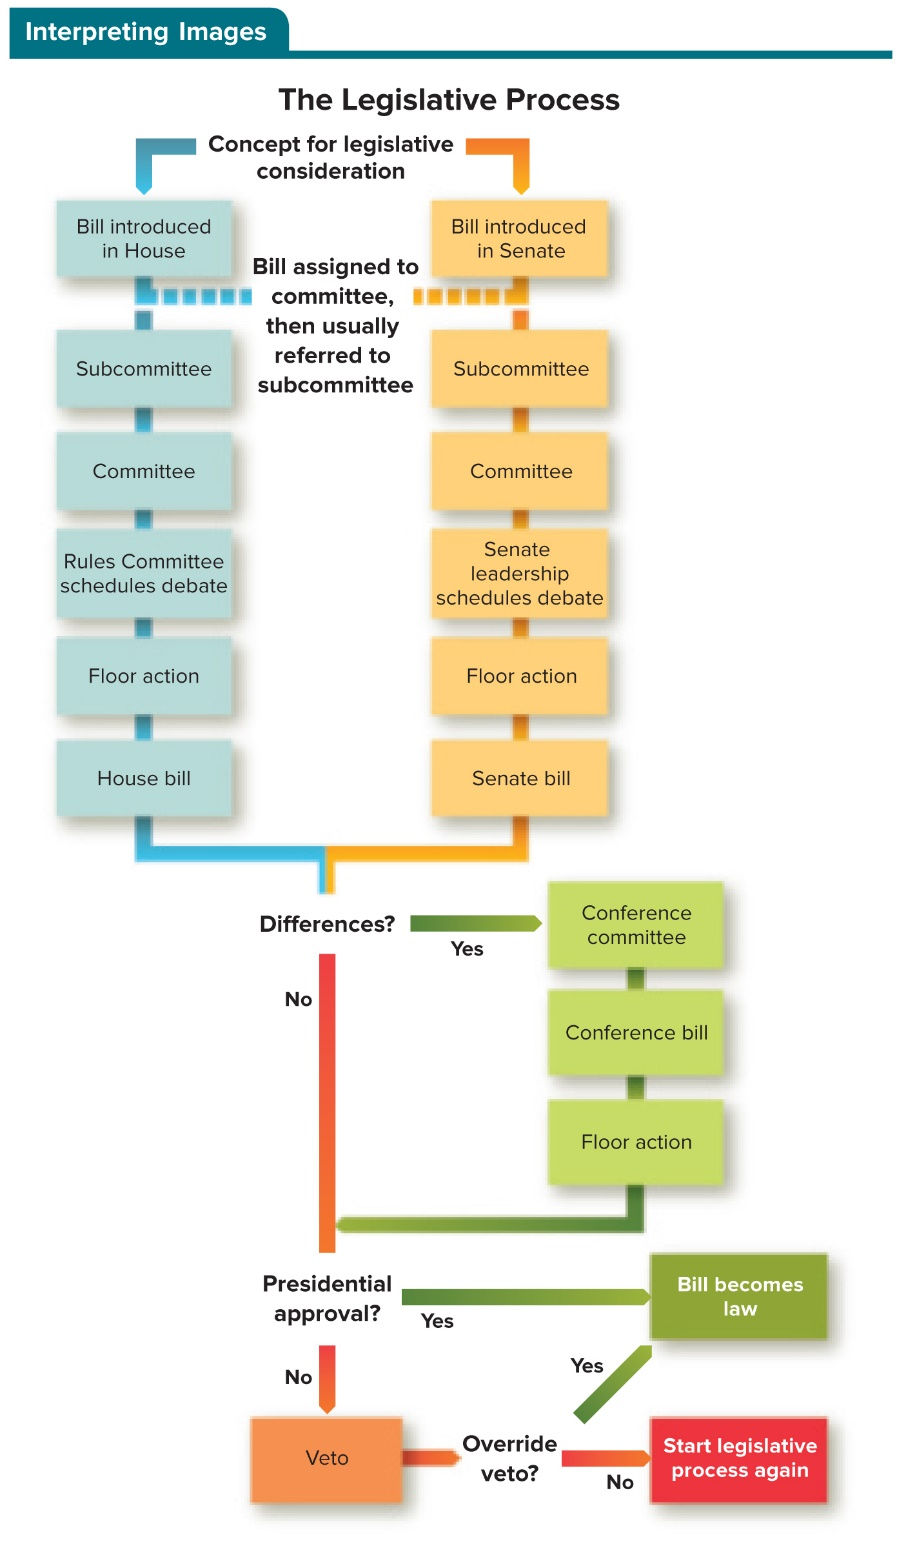 Interpreting Images
The Legislative Process
Concept for legislative
consideration
Bill introduced
in House
Bill introduced
in Senate
Bill assigned to
committee,
then usually
referred to
subcommittee
Subcommittee
Subcommittee
Committee
Committee
Rules Committee
schedules debate
Senate
leadership
schedules debate
Floor action
Floor action
House bill
Senate bill
Differences?
Yes
Conference
committee
No
Conference bill
Floor action
Presidential
approval?
Yes
Bill becomes
law
No
Yes
Veto
Override
veto?
No
Start legislative
process again